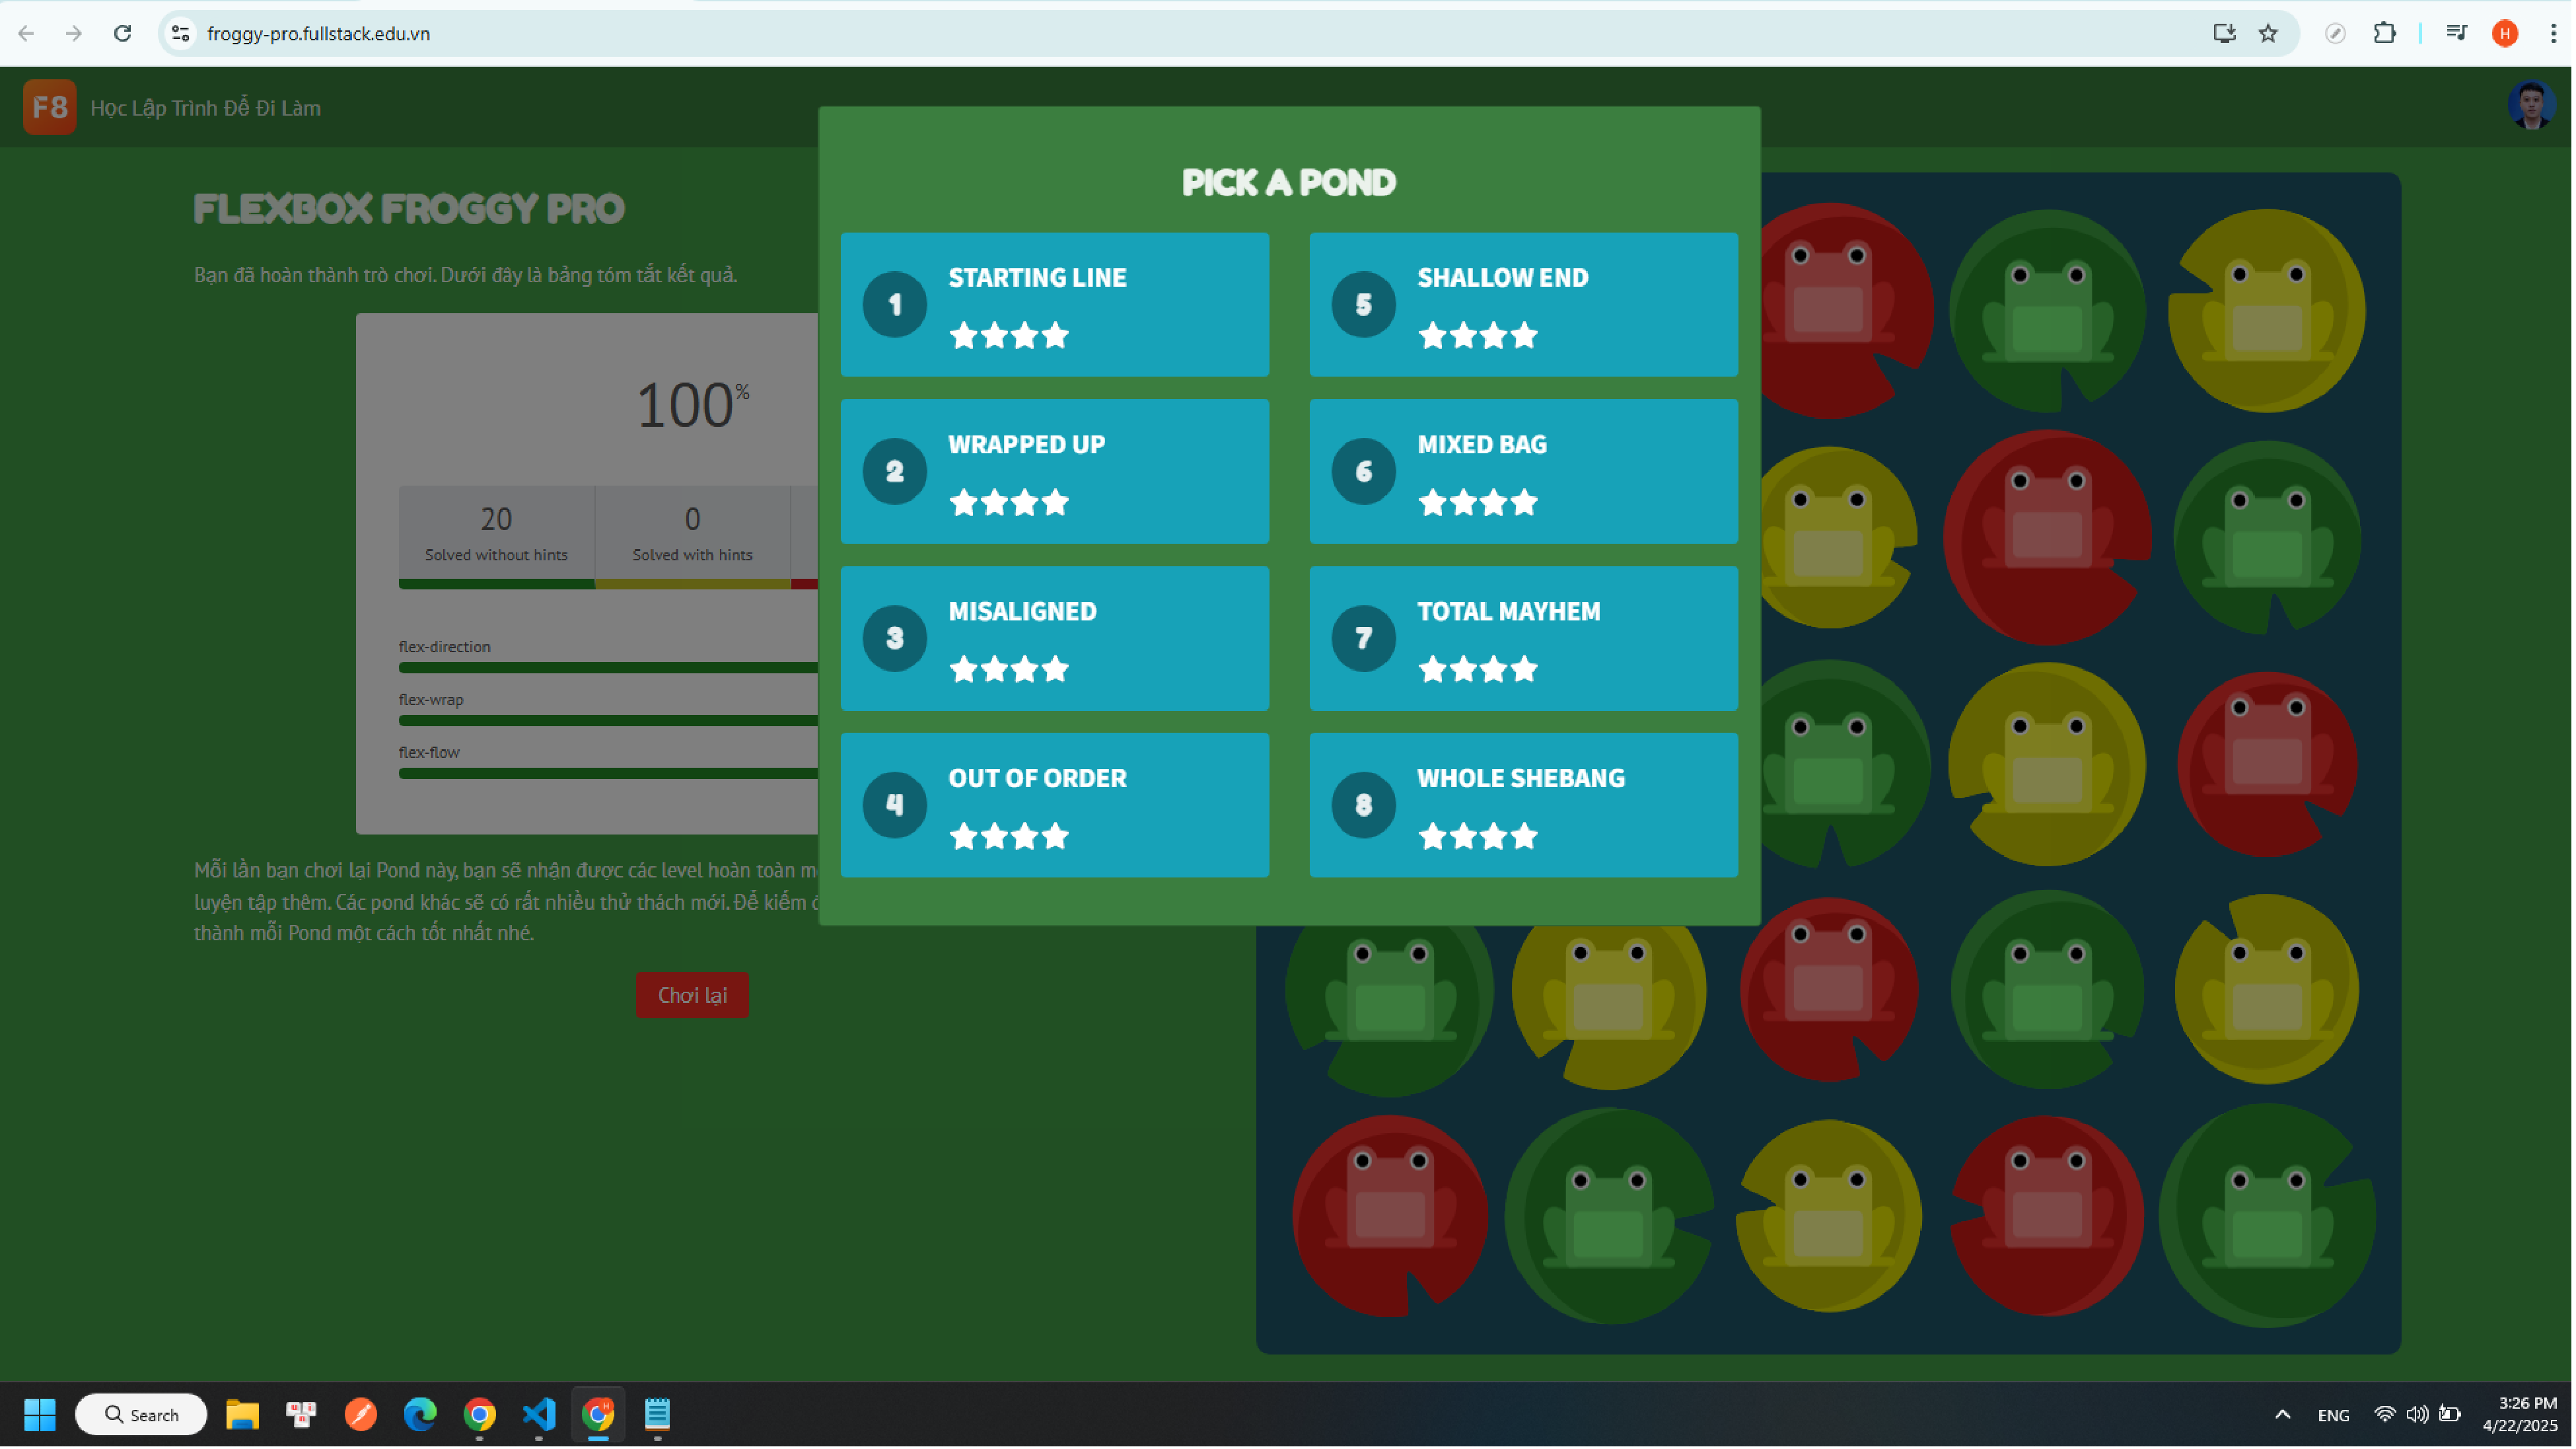 froggy-pro.fullstack.edu.vn
H
F8
Học Lập Trình Để Đi Làm
FLEXBOX FROGGY PRO
Bạn đã hoàn thành trò chơi. Dưới đây là bảng tóm tắt kết quả.
100%
20
Solved without hints
0
Solved with hints
flex-direction
flex-wrap
flex-flow
Mỗi lần bạn chơi lại Pond này, bạn sẽ nhận được các level hoàn toàn
luyện tập thêm. Các pond khác sẽ có rất nhiều thử thách mới. Để kiếm
thành mỗi Pond một cách tốt nhất nhé.
Chơi lại
PICK A POND
1
STARTING LINE
2
WRAPPED UP
3
MISALIGNED
4
OUT OF ORDER
5
SHALLOW END
6
MIXED BAG
7
TOTAL MAYHEM
8
WHOLE SHEBANG
Search
ENG
3:26 PM
4/22/2025